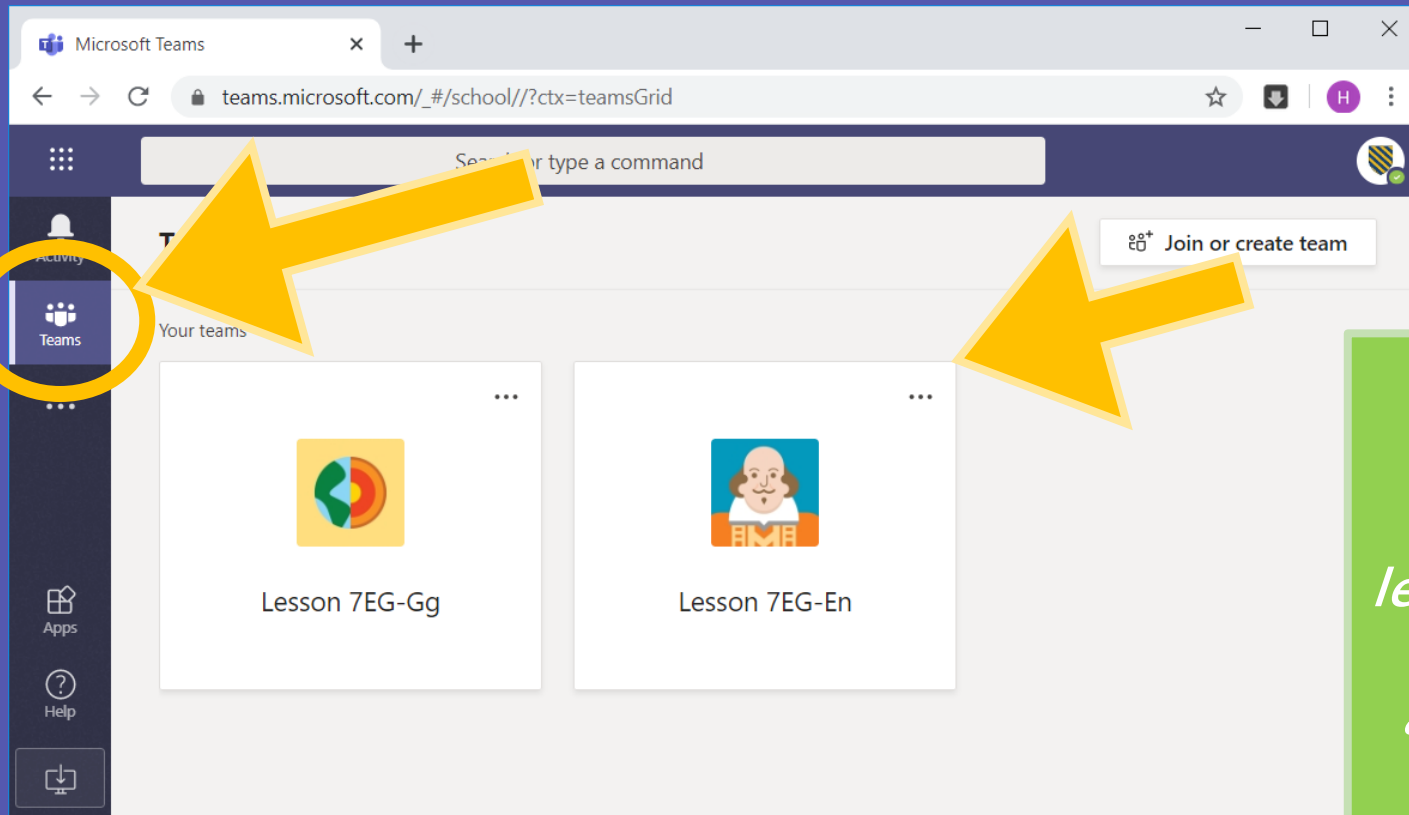 Microsoft Teams
teams.microsoft.com/_#/school//?ctx=teamsGrid
H
type a command
Activity
Join or create team
Teams
Your teams
Lesson 7EG-Gg
Lesson 7EG-En
Apps
Help